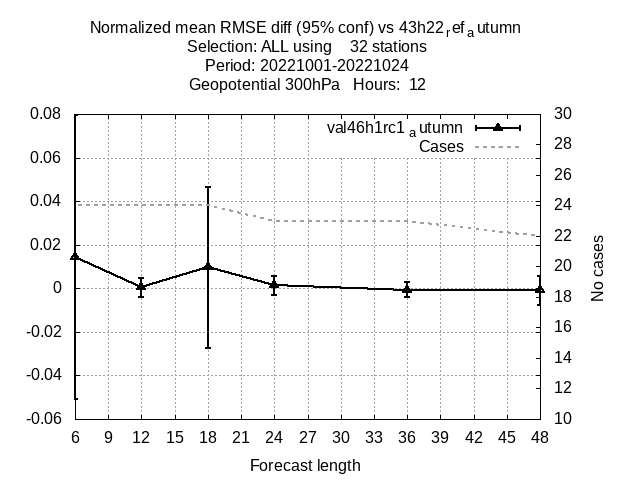 Normalized mean RMSE diff (95% conf) vs 43h22refautumn
Selection: ALL using 32 stations
Period: 20221001-20221024
Geopotential 300hPa Hours: 12
val46h1rc1autumn
Cases
0.08
0.06
0.04
0.02
0
-0.02
-0.04
-0.06
30
28
26
24
22
20
18
16
14
12
10
No cases
6 9 12 15 18 21 24 27 30 33 36 39 42 45 48
Forecast length